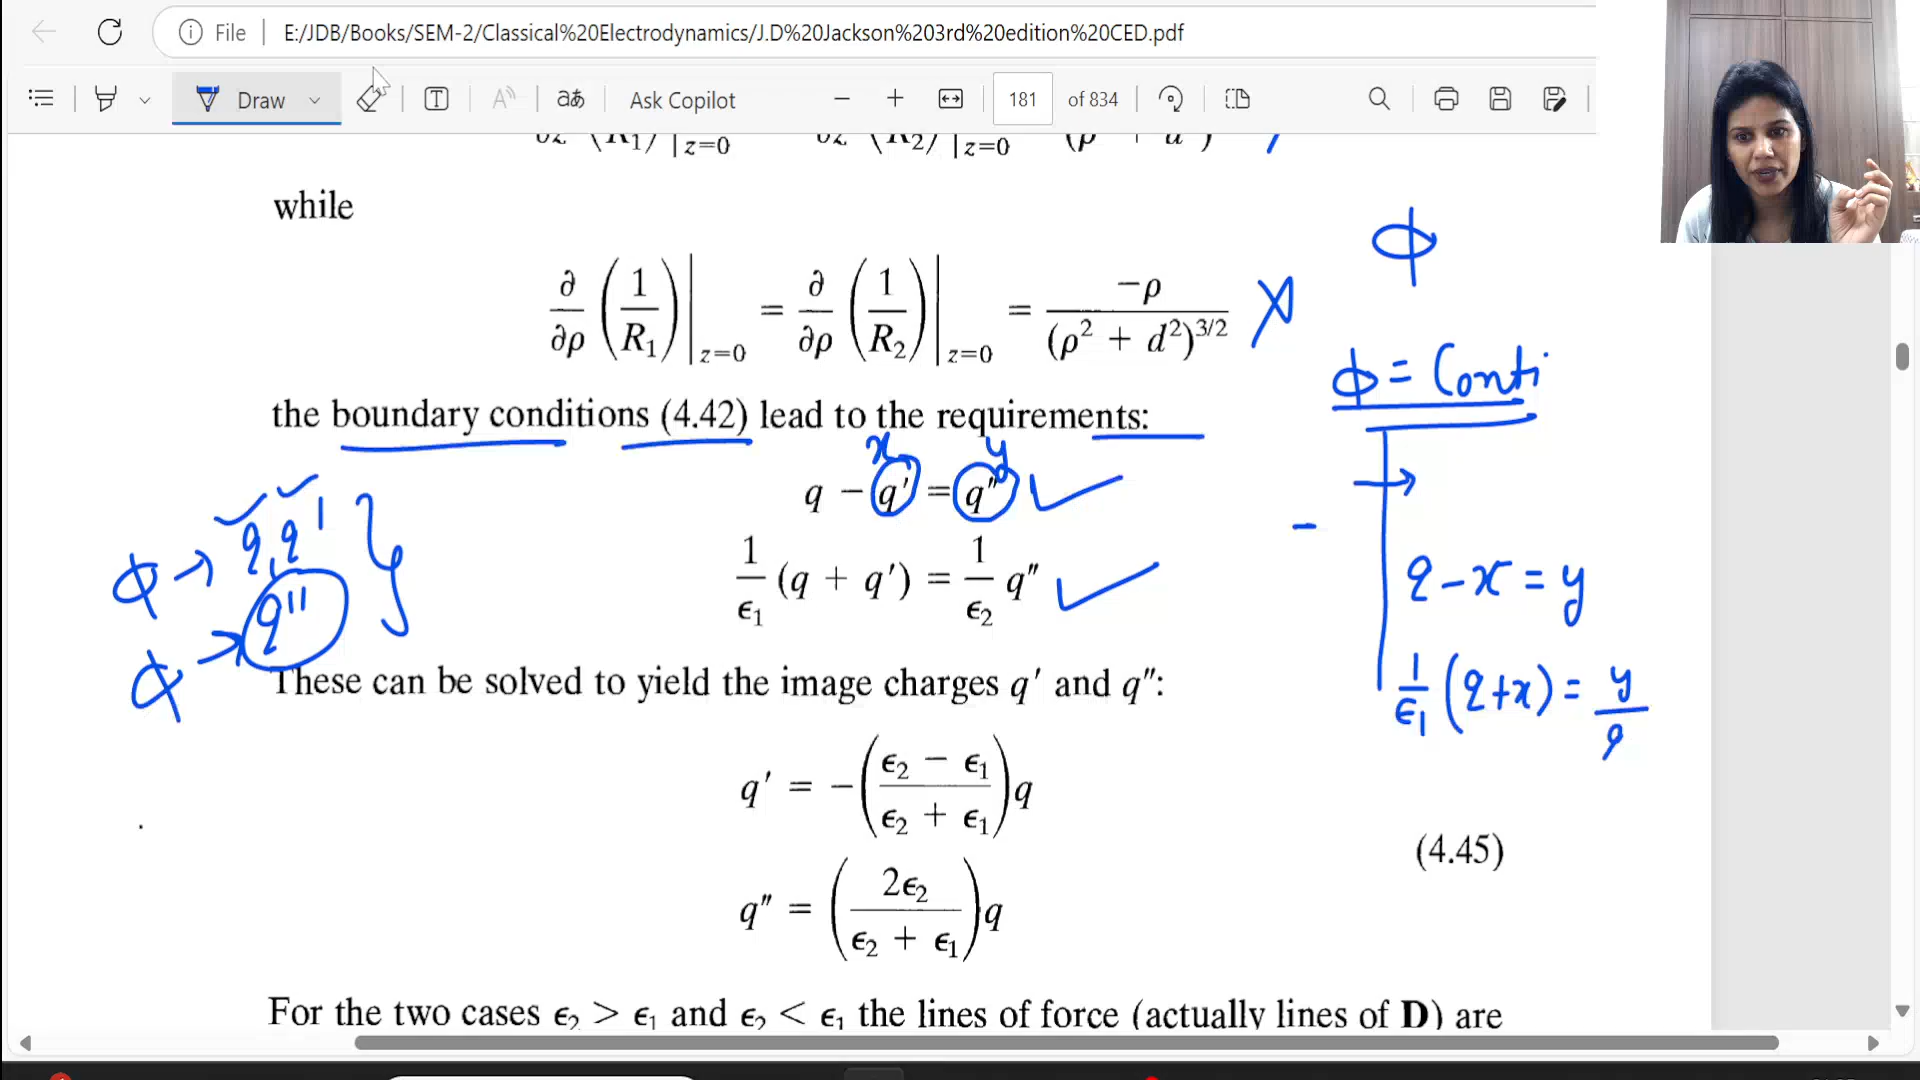 File | E:/JDB/Books/SEM-2/Classical%20Electrodynamics/J.D%20Jackson%203rd%20edition%20CED.pdf
Draw T aあ Ask Copilot − + 181 of 834
while
∂/∂ρ (1/R₁)|z=0 = ∂/∂ρ (1/R₂)|z=0 = −ρ/(ρ² + d²)^3/2
ϕ
ϕ = Conti
the boundary conditions (4.42) lead to the requirements:
x y
q − q′ = q″
q, q′
ϕ →
1/ϵ₁ (q + q′) = 1/ϵ₂ q″
q − x = y
q″
ϕ →
1/ϵ₁ (q + x) = y
These can be solved to yield the image charges q′ and q″:
q′ = −((ϵ₂ − ϵ₁)/(ϵ₂ + ϵ₁))q
(4.45)
q″ = (2ϵ₂/(ϵ₂ + ϵ₁))q
For the two cases ϵ₂ > ϵ₁ and ϵ₂ < ϵ₁ the lines of force (actually lines of D) are